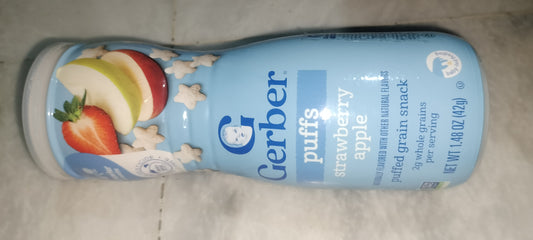 Gerber
puffs
strawberry
apple
NATURALLY FLAVORED WITH OTHER NATURAL FLAVORS
puffed grain snack
2g whole grains
per serving
NET WT 1.48 OZ (42g)